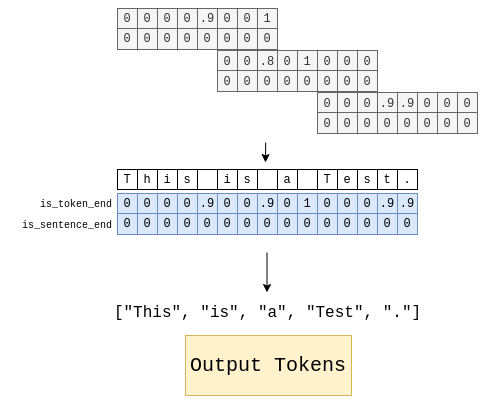 0 0 0 0 .9 0 0 1
0 0 0 0 0 0 0 0
0 0 .8 0 1 0 0 0
0 0 0 0 0 0 0 0
0 0 0 .9 .9 0 0 0
0 0 0 0 0 0 0 0
T h i s i s a T e s t .
is_token_end 0 0 0 0 .9 0 0 .9 0 1 0 0 0 .9 .9
is_sentence_end 0 0 0 0 0 0 0 0 0 0 0 0 0 0 0
["This", "is", "a", "Test", "."]
Output Tokens